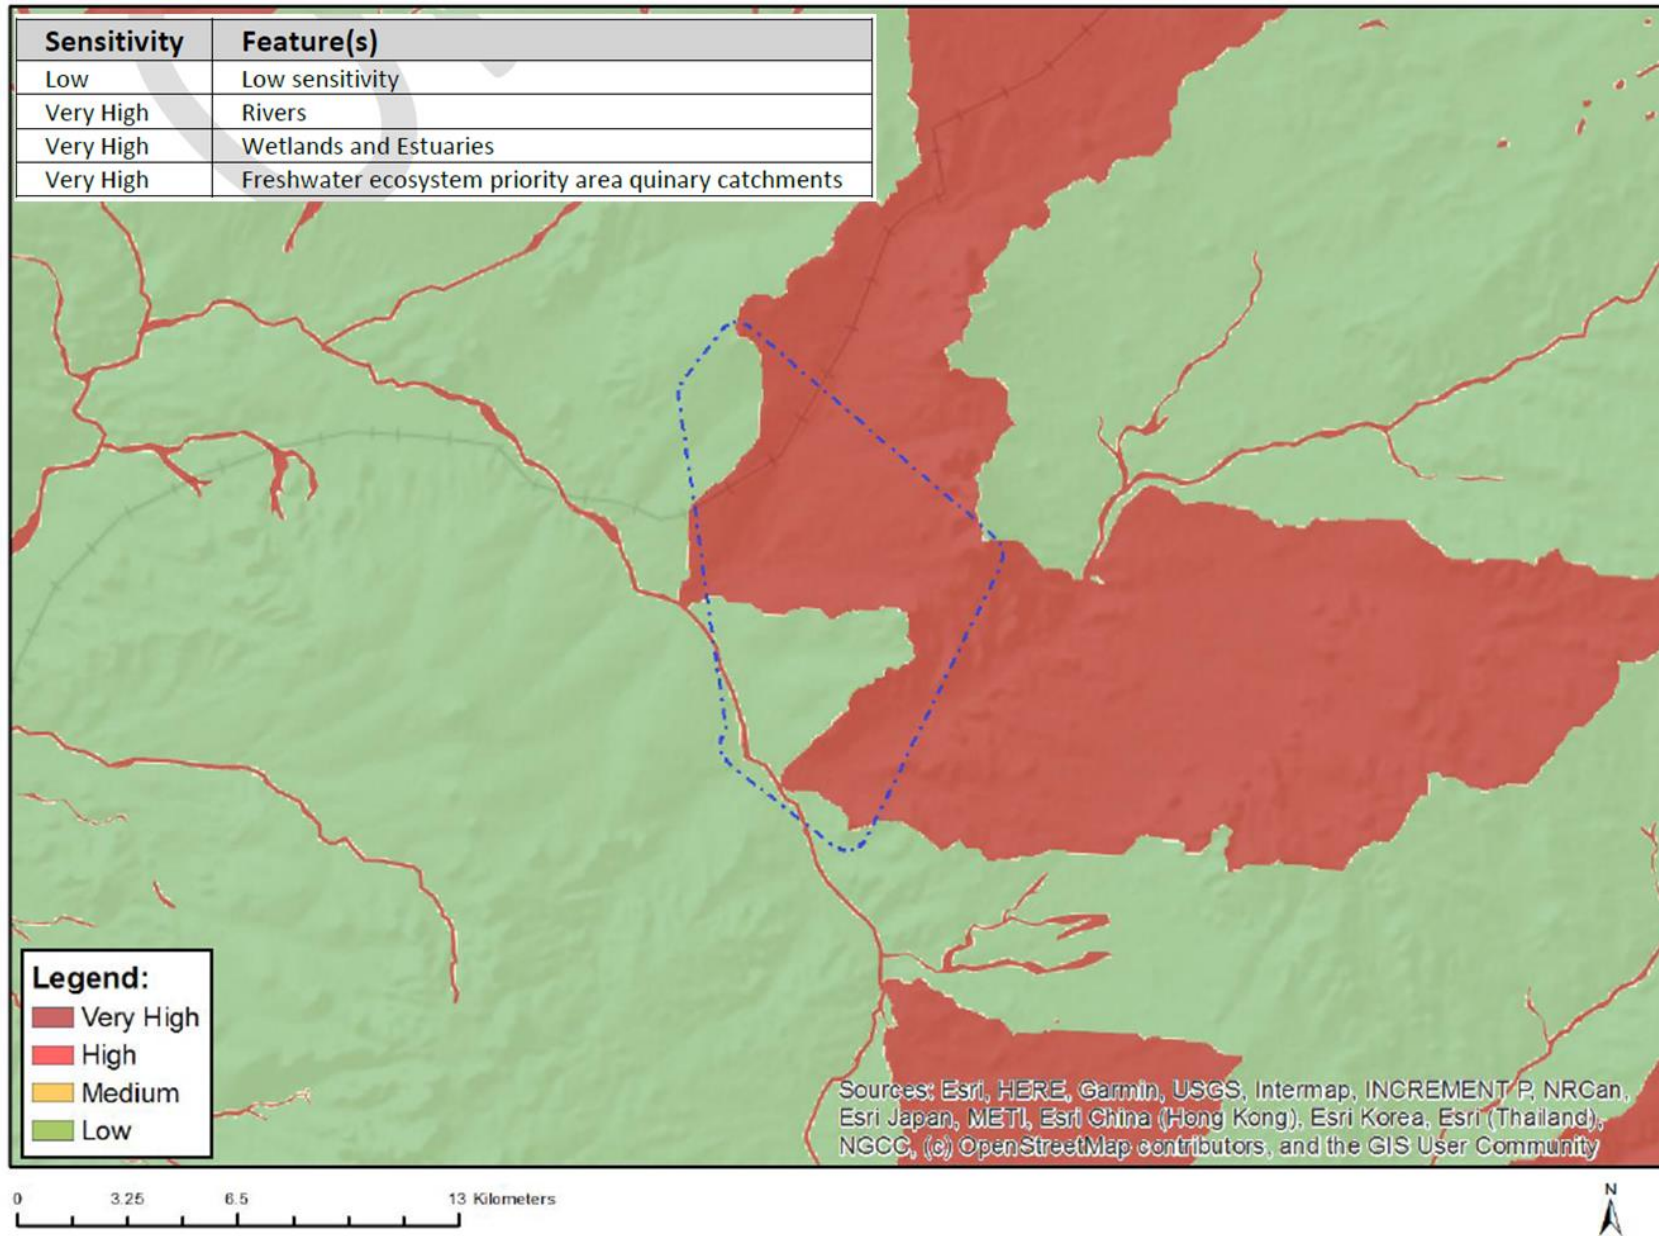 Sensitivity Feature(s)
Low Low sensitivity
Very High Rivers
Very High Wetlands and Estuaries
Very High Freshwater ecosystem priority area quinary catchments
Legend:
Very High
High
Medium
Low
Sources: Esri, HERE, Garmin, USGS, Intermap, INCREMENT P, NRCan,
Esri Japan, METI, Esri China (Hong Kong), Esri Korea, Esri (Thailand),
NGCC, (c) OpenStreetMap contributors, and the GIS User Community
0 3.25 6.5 13 Kilometers
N